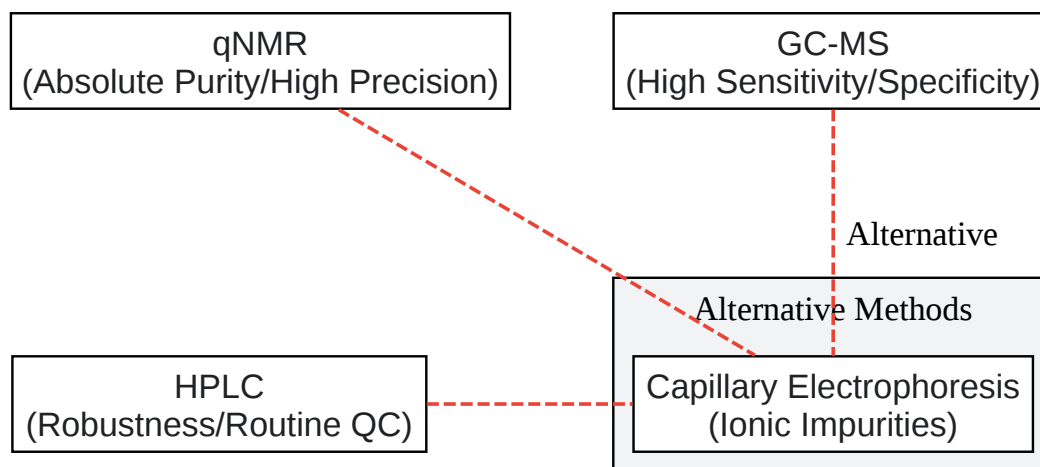 qNMR
(Absolute Purity/High Precision)
GC-MS
(High Sensitivity/Specificity)
Alternative
Alternative Methods
HPLC
(Robustness/Routine QC)
Capillary Electrophoresis
(Ionic Impurities)